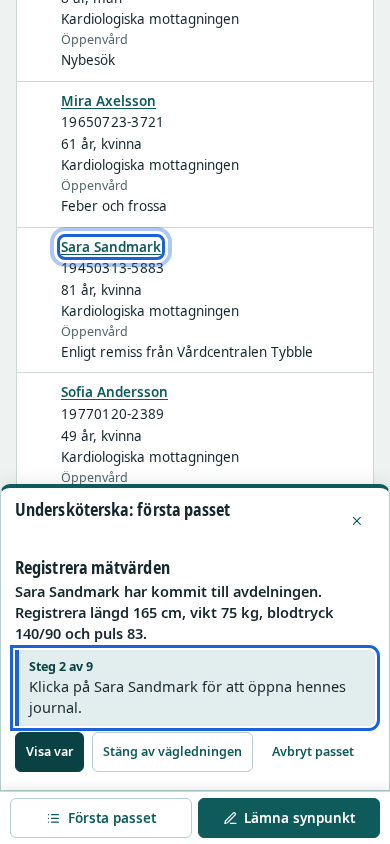 Kardiologiska mottagningen
Öppenvård
Nybesök
Mira Axelsson
19650723-3721
61 år, kvinna
Kardiologiska mottagningen
Öppenvård
Feber och frossa
Sara Sandmark
19450313-5883
81 år, kvinna
Kardiologiska mottagningen
Öppenvård
Enligt remiss från Vårdcentralen Tybble
Sofia Andersson
19770120-2389
49 år, kvinna
Kardiologiska mottagningen
Öppenvård
Undersköterska: första passet
Registrera mätvärden
Sara Sandmark har kommit till avdelningen.
Registrera längd 165 cm, vikt 75 kg, blodtryck
140/90 och puls 83.
Steg 2 av 9
Klicka på Sara Sandmark för att öppna hennes
journal.
Visa var
Stäng av vägledningen
Avbryt passet
Första passet
Lämna synpunkt